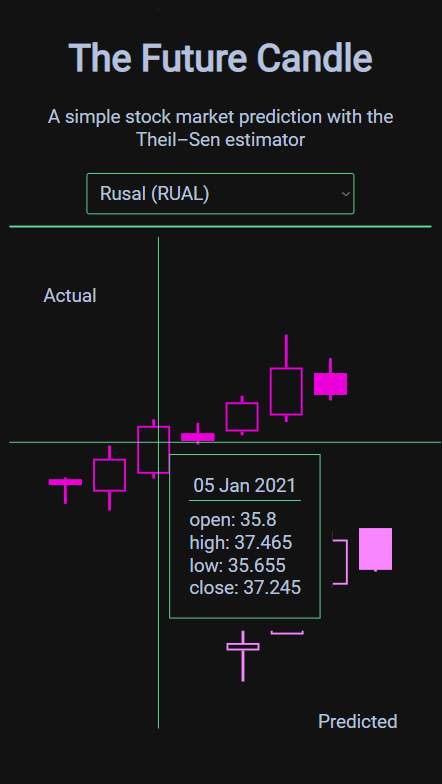 The Future Candle
A simple stock market prediction with the
Theil–Sen estimator
Rusal (RUAL)
Actual
05 Jan 2021
open: 35.8
high: 37.465
low: 35.655
close: 37.245
Predicted